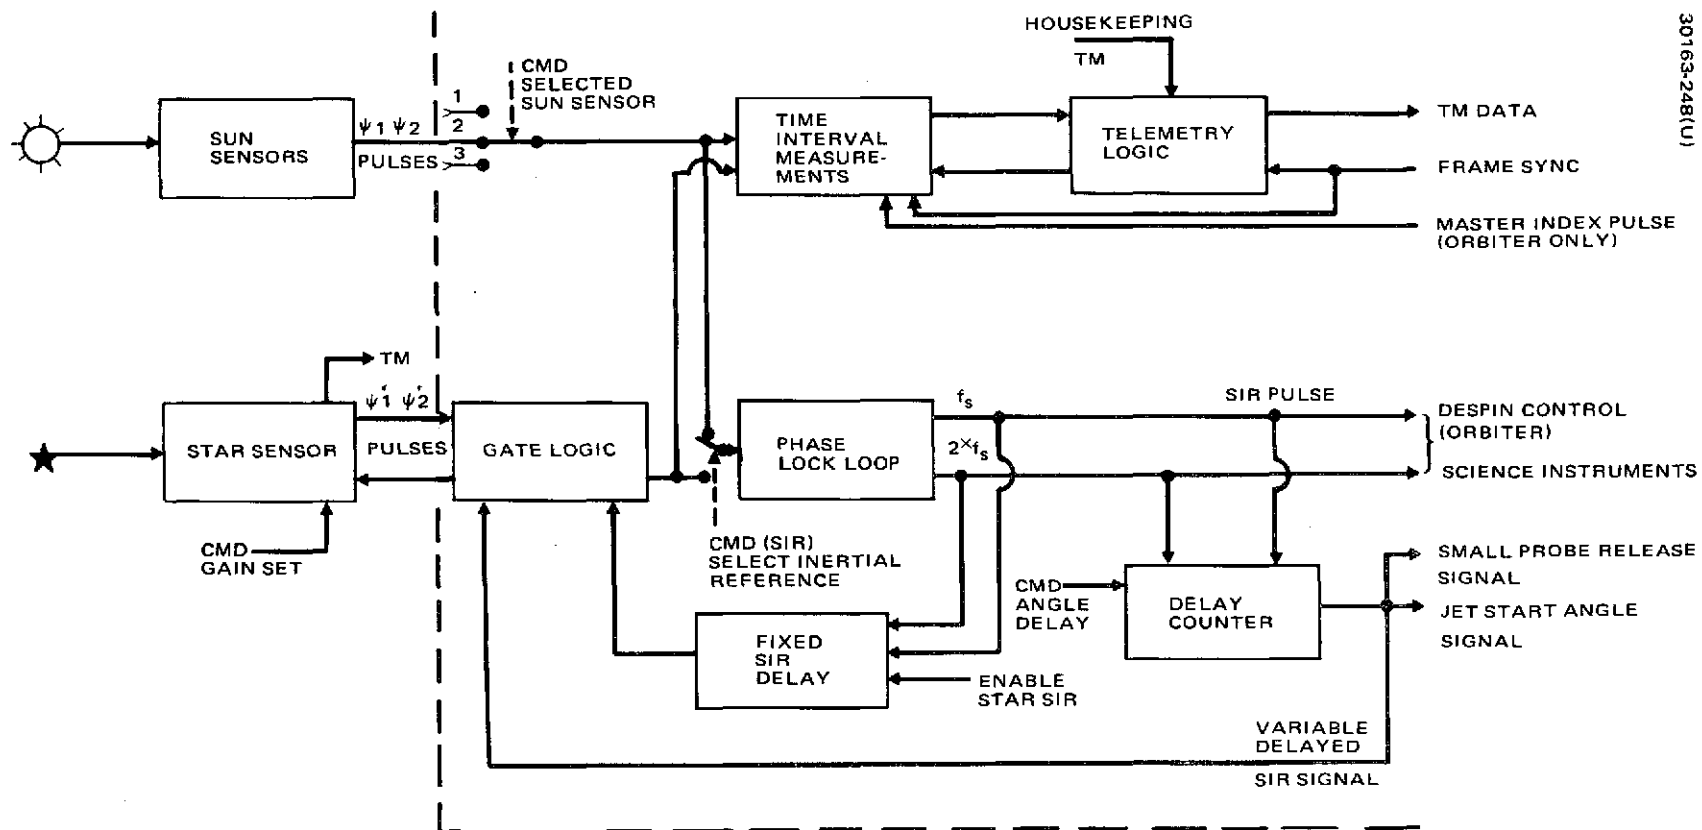 30163-248(U)
HOUSEKEEPING
TM
CMD
SELECTED
SUN SENSOR
1
2
3
SUN
SENSORS
ψ1 ψ2
PULSES
TIME
INTERVAL
MEASURE-
MENTS
TELEMETRY
LOGIC
TM DATA
FRAME SYNC
MASTER INDEX PULSE
(ORBITER ONLY)
TM
STAR SENSOR
ψ'1 ψ'2
PULSES
GATE LOGIC
PHASE
LOCK LOOP
fs
2×fs
SIR PULSE
DESPIN CONTROL
(ORBITER)
SCIENCE INSTRUMENTS
CMD
GAIN SET
CMD (SIR)
SELECT INERTIAL
REFERENCE
FIXED
SIR
DELAY
ENABLE
STAR SIR
CMD
ANGLE
DELAY
DELAY
COUNTER
SMALL PROBE RELEASE
SIGNAL
JET START ANGLE
SIGNAL
VARIABLE
DELAYED
SIR SIGNAL